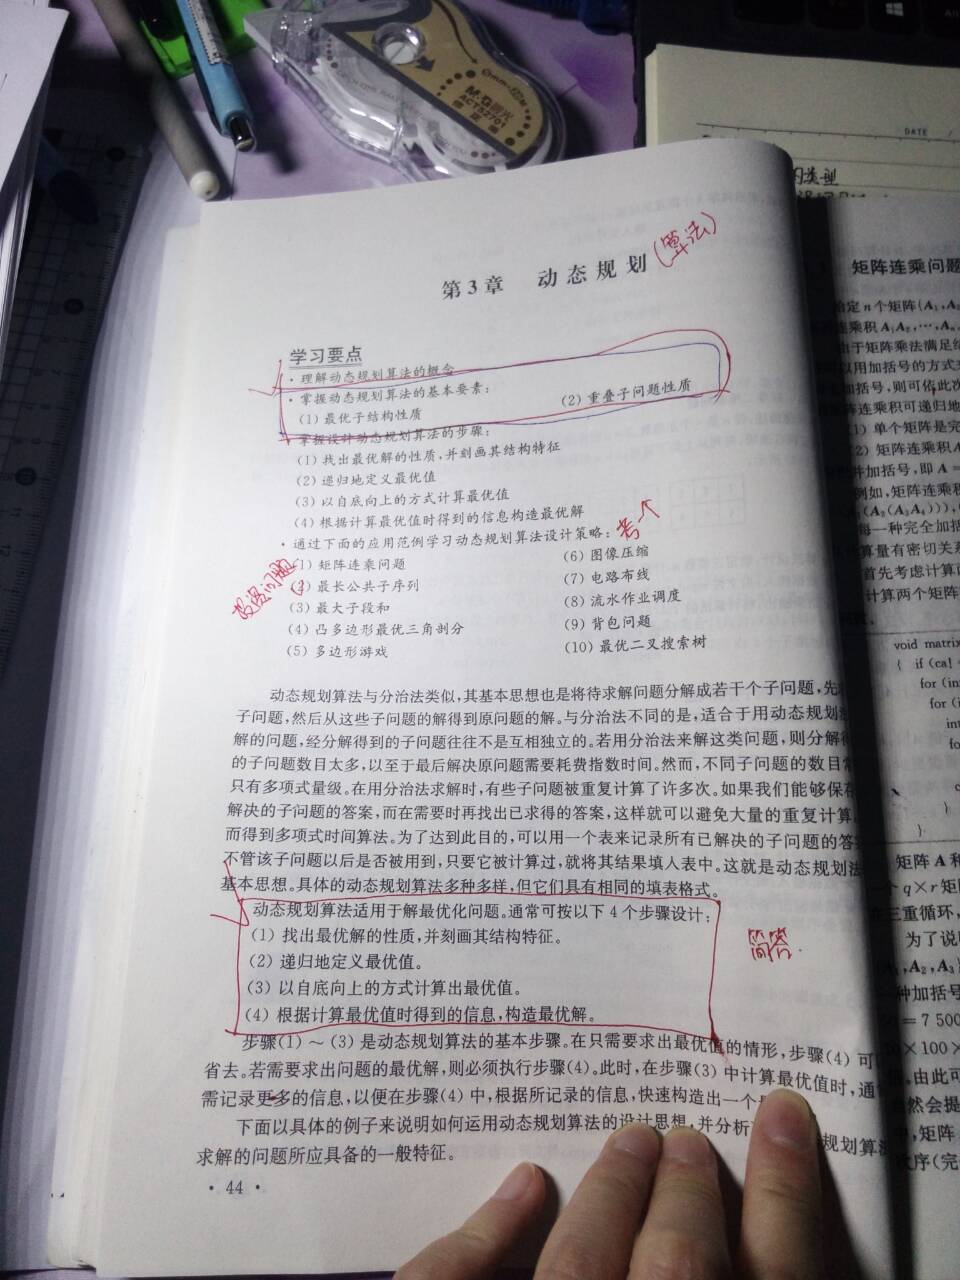 M&G晨光
ACT52701
修正带
DATE /
的类型
第3章 动态规划
(算法)
学习要点
·理解动态规划算法的概念
·掌握动态规划算法的基本要素:
(1) 最优子结构性质 (2) 重叠子问题性质
掌握设计动态规划算法的步骤:
(1) 找出最优解的性质,并刻画其结构特征
(2) 递归地定义最优值
(3) 以自底向上的方式计算最优值
(4) 根据计算最优值时得到的信息构造最优解
·通过下面的应用范例学习动态规划算法设计策略: 考
(1) 矩阵连乘问题 (6) 图像压缩
投资问题
(2) 最长公共子序列 (7) 电路布线
(3) 最大子段和 (8) 流水作业调度
(4) 凸多边形最优三角剖分 (9) 背包问题
(5) 多边形游戏 (10) 最优二叉搜索树
动态规划算法与分治法类似,其基本思想也是将待求解问题分解成若干个子问题,先
子问题,然后从这些子问题的解得到原问题的解。与分治法不同的是,适合于用动态规划
解的问题,经分解得到的子问题往往不是互相独立的。若用分治法来解这类问题,则分解
的子问题数目太多,以至于最后解决原问题需要耗费指数时间。然而,不同子问题的数目
只有多项式量级。在用分治法求解时,有些子问题被重复计算了许多次。如果我们能够保存
解决的子问题的答案,而在需要时再找出已求得的答案,这样就可以避免大量的重复计算
而得到多项式时间算法。为了达到此目的,可以用一个表来记录所有已解决的子问题的答
不管该子问题以后是否被用到,只要它被计算过,就将其结果填入表中。这就是动态规划
基本思想。具体的动态规划算法多种多样,但它们具有相同的填表格式。
动态规划算法适用于解最优化问题。通常可按以下4个步骤设计:
(1) 找出最优解的性质,并刻画其结构特征。
简答.
(2) 递归地定义最优值。
(3) 以自底向上的方式计算出最优值。
(4) 根据计算最优值时得到的信息,构造最优解。
步骤(1)~(3)是动态规划算法的基本步骤。在只需要求出最优值的情形,步骤(4)可
省去。若需要求出问题的最优解,则必须执行步骤(4)。此时,在步骤(3)中计算最优值时,通
需记录更多的信息,以便在步骤(4)中,根据所记录的信息,快速构造出一个
下面以具体的例子来说明如何运用动态规划算法的设计思想,并分析 规划算
求解的问题所应具备的一般特征。
· 44 ·
矩阵连乘问题
给定n个矩阵{A₁,A₂
连乘积A₁A₂,⋯,Aₙ
由于矩阵乘法满足结
以用加括号的方式
加括号,则可依此次
矩阵连乘积可递归地
(1) 单个矩阵是完
(2) 矩阵连乘积A
并加括号,即A=
例如,矩阵连乘积
每一种完全加括
算量有密切关系
首先考虑计算
计算两个矩阵
void matrix
{ if (ca!
for (int
for (i
int
fo
}
}
矩阵A和
个q×r矩
三重循环,
为了说
种加括号
=7 500
×100×
由此可
然会提
矩阵
次序(完